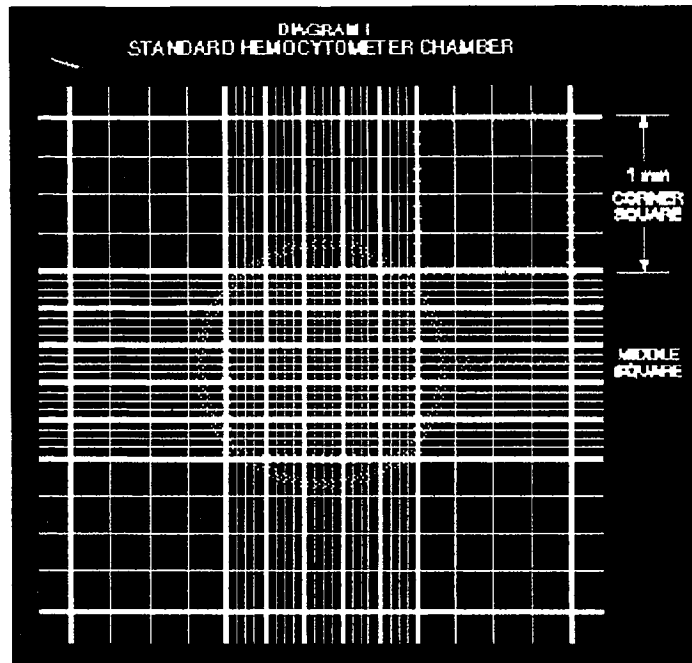 DIAGRAM I
STANDARD HEMOCYTOMETER CHAMBER
1 mm
CORNER
SQUARE
MIDDLE
SQUARE